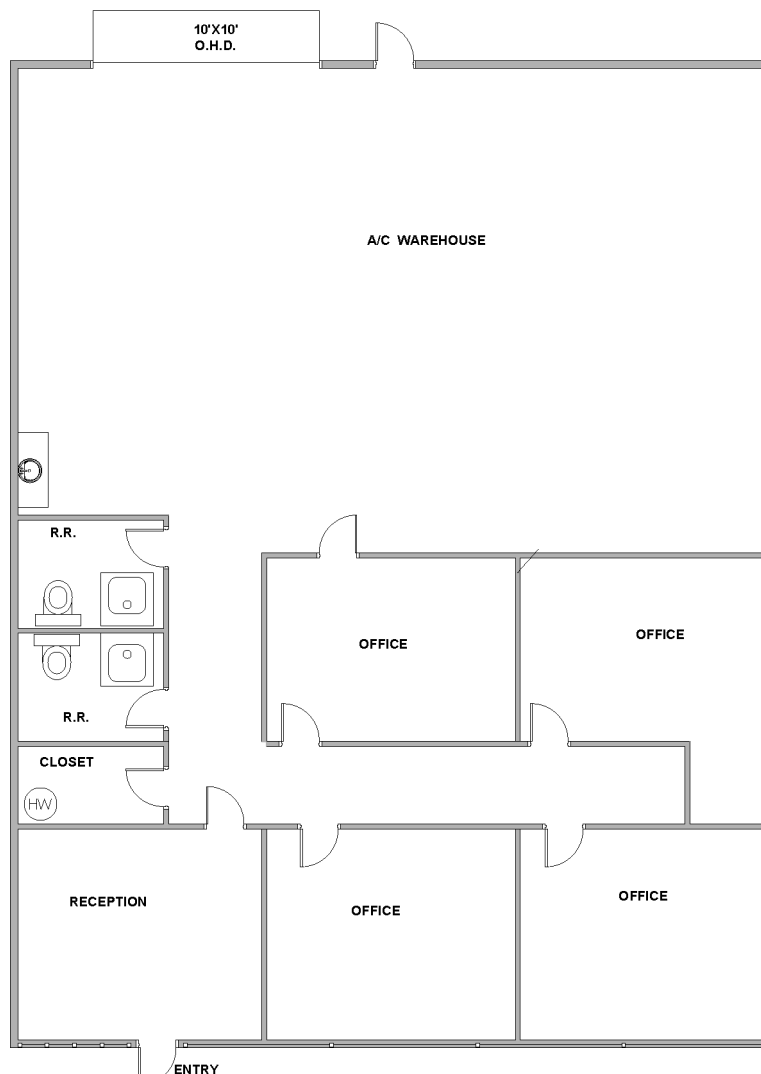 10'X10'
O.H.D.
A/C WAREHOUSE
R.R.
OFFICE
OFFICE
R.R.
CLOSET
HW
RECEPTION
OFFICE
OFFICE
ENTRY